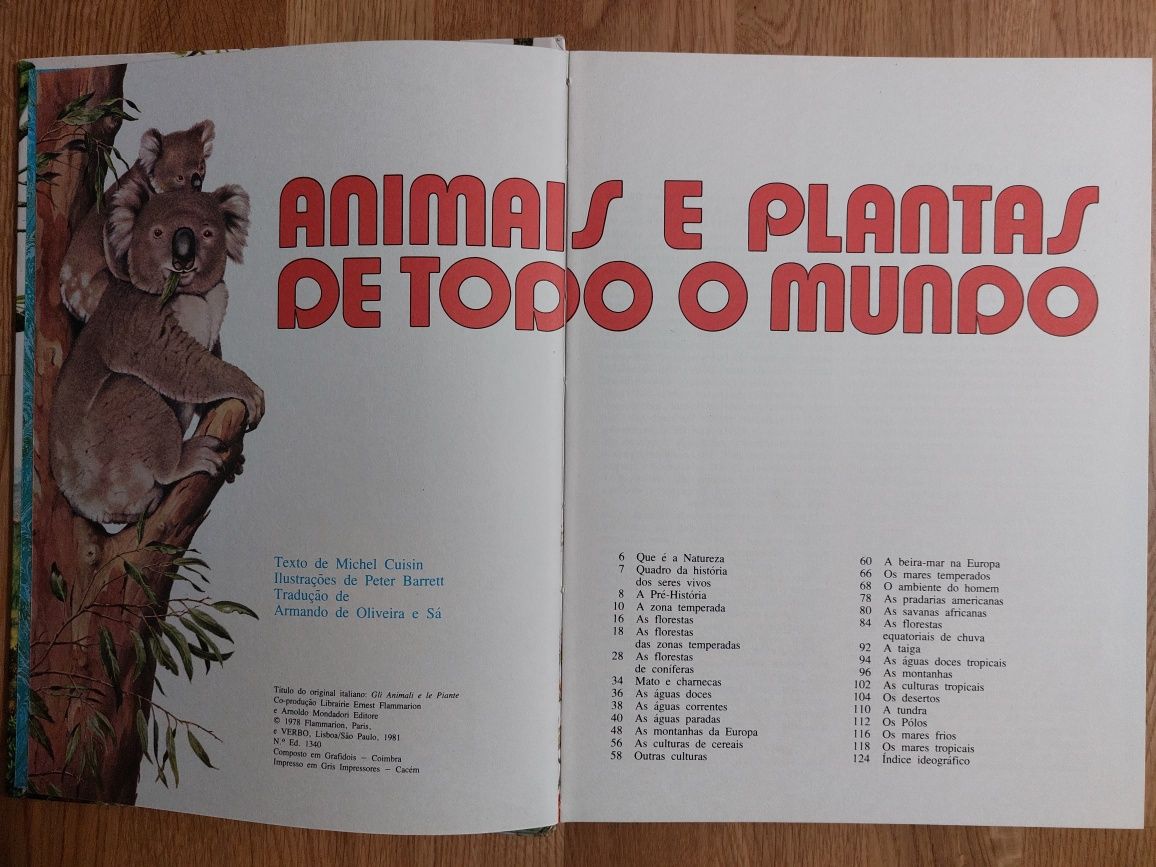 ANIMAIS E PLANTAS
DE TODO O MUNDO
Texto de Michel Cuisin
Ilustrações de Peter Barrett
Tradução de
Armando de Oliveira e Sá
Título do original italiano: Gli Animali e le Piante
Co-produção Librairie Ernest Flammarion
e Arnoldo Mondadori Editore
© 1978 Flammarion, Paris,
e VERBO, Lisboa/São Paulo, 1981
N.º Ed. 1340
Composto em Grafidois — Coimbra
Impresso em Gris Impressores — Cacém
6 Que é a Natureza
7 Quadro da história
dos seres vivos
8 A Pré-História
10 A zona temperada
16 As florestas
18 As florestas
das zonas temperadas
28 As florestas
de coníferas
34 Mato e charnecas
36 As águas doces
38 As águas correntes
40 As águas paradas
48 As montanhas da Europa
56 As culturas de cereais
58 Outras culturas
60 A beira-mar na Europa
66 Os mares temperados
68 O ambiente do homem
78 As pradarias americanas
80 As savanas africanas
84 As florestas
equatoriais de chuva
92 A taiga
94 As águas doces tropicais
96 As montanhas
102 As culturas tropicais
104 Os desertos
110 A tundra
112 Os Pólos
116 Os mares frios
118 Os mares tropicais
124 Índice ideográfico